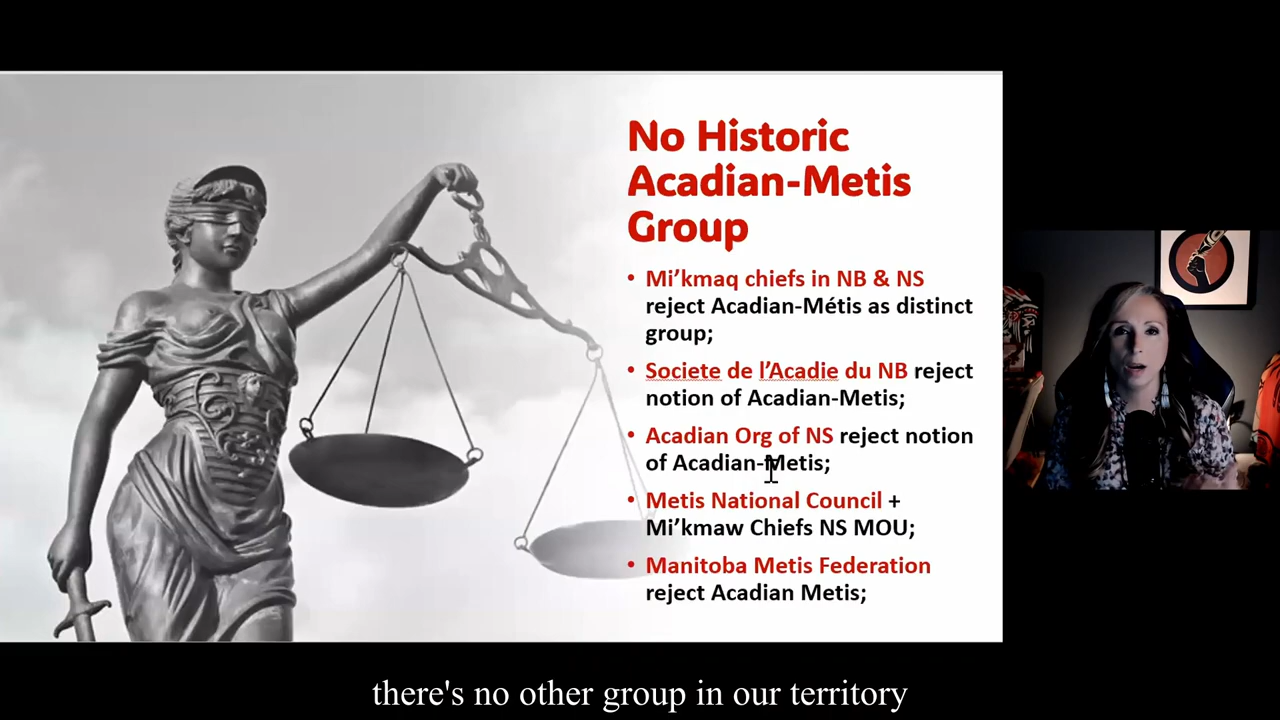 No Historic
Acadian-Metis
Group
• Mi’kmaq chiefs in NB & NS
reject Acadian-Métis as distinct
group;
• Societe de l’Acadie du NB reject
notion of Acadian-Metis;
• Acadian Org of NS reject notion
of Acadian-Metis;
• Metis National Council +
Mi’kmaw Chiefs NS MOU;
• Manitoba Metis Federation
reject Acadian Metis;
there's no other group in our territory